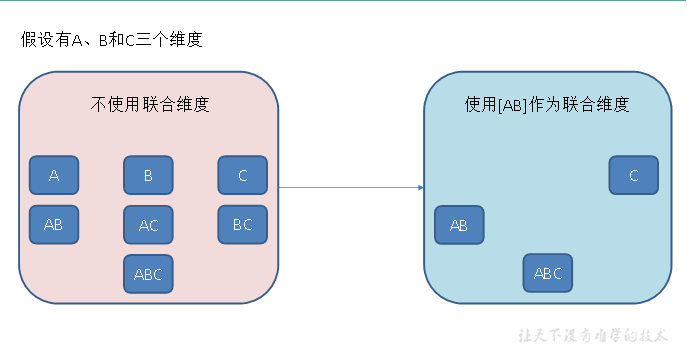 假设有A、B和C三个维度
不使用联合维度
使用[AB]作为联合维度
A B C
C
AB AC BC
AB
ABC
ABC
让天下没有难学的技术